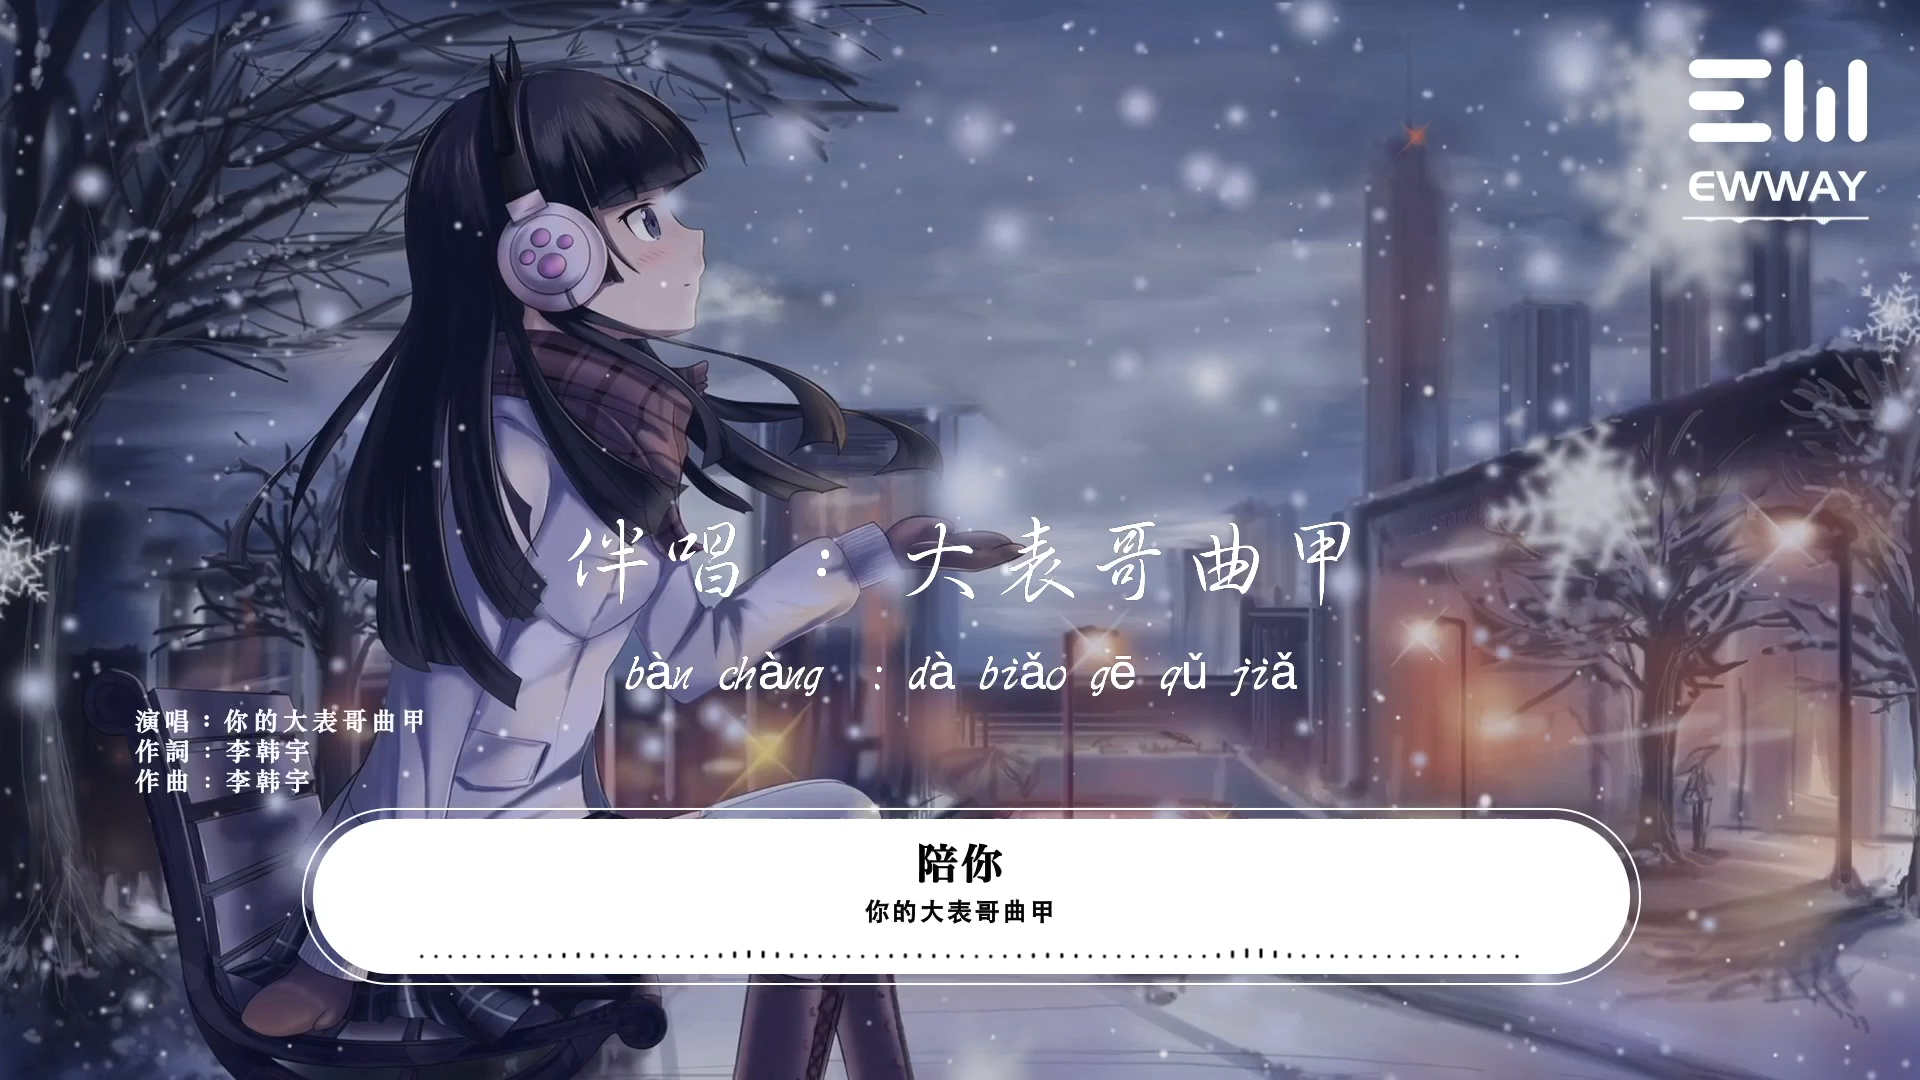 EW
EWWAY
伴唱 : 大表哥曲甲
bàn chàng : dà biǎo gē qǔ jiǎ
演唱：你的大表哥曲甲
作詞：李韩宇
作曲：李韩宇
陪你
你的大表哥曲甲